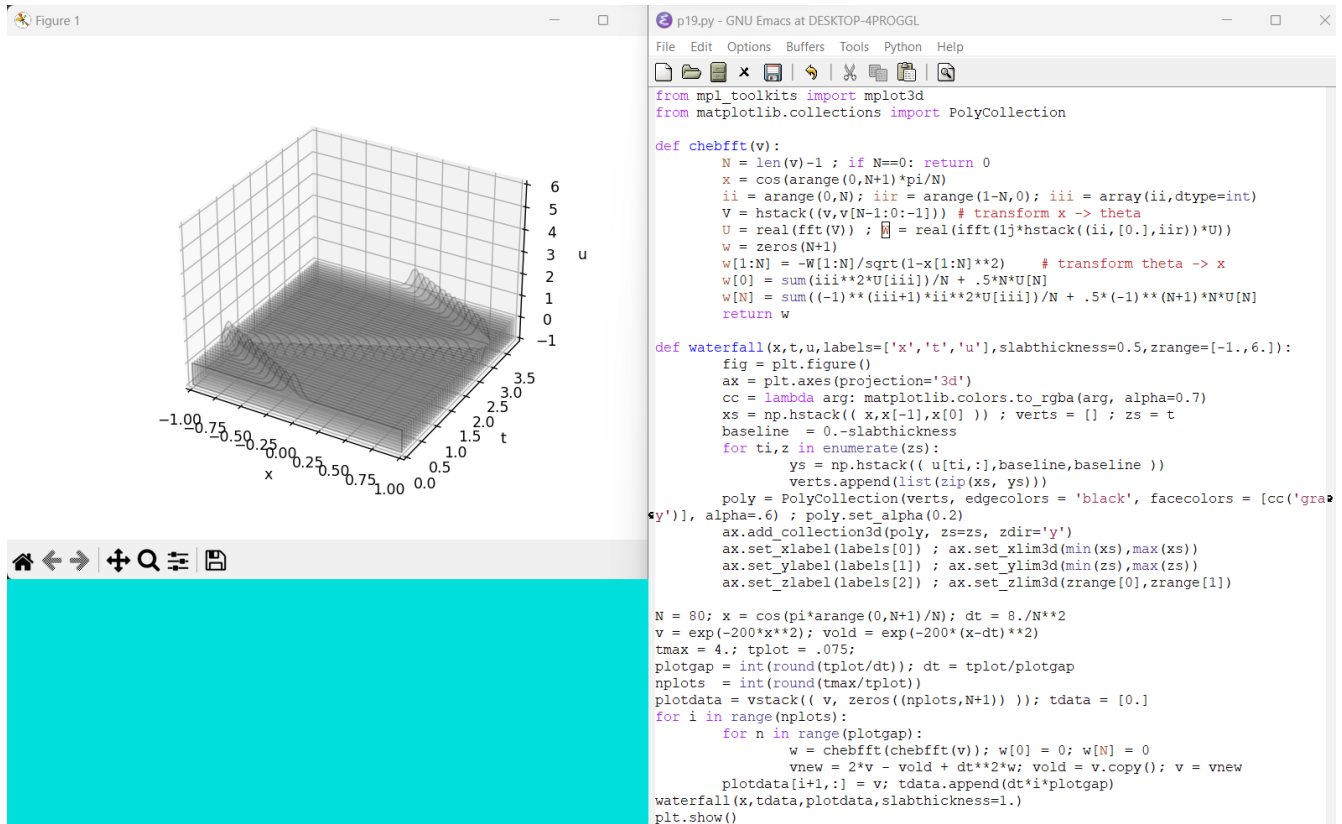 Figure 1
6
5
4
3
2
1
0
−1
u
3.5
3.0
2.5
2.0
1.5
1.0
0.5
0.0
t
−1.00
−0.75
−0.50
−0.25
0.00
0.25
0.50
0.75
1.00
x
p19.py - GNU Emacs at DESKTOP-4PROGGL
File Edit Options Buffers Tools Python Help
from mpl_toolkits import mplot3d
from matplotlib.collections import PolyCollection
def chebfft(v):
        N = len(v)-1 ; if N==0: return 0
        x = cos(arange(0,N+1)*pi/N)
        ii = arange(0,N); iir = arange(1-N,0); iii = array(ii,dtype=int)
        V = hstack((v,v[N-1:0:-1])) # transform x -> theta
        U = real(fft(V)) ; W = real(ifft(1j*hstack((ii,[0.],iir))*U))
        w = zeros(N+1)
        w[1:N] = -W[1:N]/sqrt(1-x[1:N]**2)    # transform theta -> x
        w[0] = sum(iii**2*U[iii])/N + .5*N*U[N]
        w[N] = sum((-1)**(iii+1)*ii**2*U[iii])/N + .5*(-1)**(N+1)*N*U[N]
        return w
def waterfall(x,t,u,labels=['x','t','u'],slabthickness=0.5,zrange=[-1.,6.]):
        fig = plt.figure()
        ax = plt.axes(projection='3d')
        cc = lambda arg: matplotlib.colors.to_rgba(arg, alpha=0.7)
        xs = np.hstack(( x,x[-1],x[0] )) ; verts = [] ; zs = t
        baseline  = 0.-slabthickness
        for ti,z in enumerate(zs):
                ys = np.hstack(( u[ti,:],baseline,baseline ))
                verts.append(list(zip(xs, ys)))
        poly = PolyCollection(verts, edgecolors = 'black', facecolors = [cc('gra
y')], alpha=.6) ; poly.set_alpha(0.2)
        ax.add_collection3d(poly, zs=zs, zdir='y')
        ax.set_xlabel(labels[0]) ; ax.set_xlim3d(min(xs),max(xs))
        ax.set_ylabel(labels[1]) ; ax.set_ylim3d(min(zs),max(zs))
        ax.set_zlabel(labels[2]) ; ax.set_zlim3d(zrange[0],zrange[1])
N = 80; x = cos(pi*arange(0,N+1)/N); dt = 8./N**2
v = exp(-200*x**2); vold = exp(-200*(x-dt)**2)
tmax = 4.; tplot = .075;
plotgap = int(round(tplot/dt)); dt = tplot/plotgap
nplots  = int(round(tmax/tplot))
plotdata = vstack(( v, zeros((nplots,N+1)) )); tdata = [0.]
for i in range(nplots):
        for n in range(plotgap):
                w = chebfft(chebfft(v)); w[0] = 0; w[N] = 0
                vnew = 2*v - vold + dt**2*w; vold = v.copy(); v = vnew
        plotdata[i+1,:] = v; tdata.append(dt*i*plotgap)
waterfall(x,tdata,plotdata,slabthickness=1.)
plt.show()